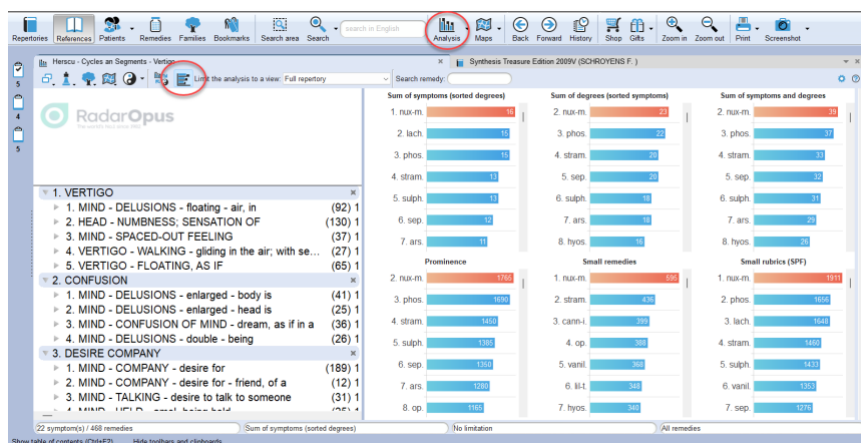 search in English
Repertories References Patients Remedies Families Bookmarks Search area Search Analysis Maps Back Forward History Shop Gifts Zoom in Zoom out Print Screenshot
Herscu - Cycles an Segments - Vertigo
Synthesis Treasure Edition 2009V (SCHROYENS F. )
5
4
5
Limit the analysis to a view: Full repertory
Search remedy:
RadarOpus
1. VERTIGO
1. MIND - DELUSIONS - floating - air, in (92) 1
2. HEAD - NUMBNESS; SENSATION OF (130) 1
3. MIND - SPACED-OUT FEELING (37) 1
4. VERTIGO - WALKING - gliding in the air; with se... (27) 1
5. VERTIGO - FLOATING, AS IF (65) 1
2. CONFUSION
1. MIND - DELUSIONS - enlarged - body is (41) 1
2. MIND - DELUSIONS - enlarged - head is (25) 1
3. MIND - CONFUSION OF MIND - dream, as if in a (36) 1
4. MIND - DELUSIONS - double - being (26) 1
3. DESIRE COMPANY
1. MIND - COMPANY - desire for (189) 1
2. MIND - COMPANY - desire for - friend, of a (12) 1
3. MIND - TALKING - desire to talk to someone (31) 1
Sum of symptoms (sorted degrees)
1. nux-m. 16
2. lach. 15
3. phos. 15
4. stram. 13
5. sulph. 13
6. sep. 12
7. ars. 11
Sum of degrees (sorted symptoms)
2. nux-m. 23
3. phos. 22
4. stram. 20
5. sep. 20
6. sulph. 18
7. ars. 18
8. hyos. 16
Sum of symptoms and degrees
2. nux-m. 39
3. phos. 37
4. stram. 33
5. sep. 32
6. sulph. 31
7. ars. 29
8. hyos. 26
Prominence
2. nux-m. 1765
3. phos. 1690
4. stram. 1450
5. sulph. 1385
6. sep. 1350
7. ars. 1280
8. op. 1165
Small remedies
1. nux-m. 595
2. stram. 436
3. cann-i. 399
4. op. 388
5. vanil. 368
6. lil-t. 348
7. hyos. 340
Small rubrics (SPF)
1. nux-m. 1911
2. phos. 1656
3. lach. 1648
4. stram. 1460
5. sulph. 1433
6. vanil. 1353
7. sep. 1276
22 symptom(s) / 468 remedies
Sum of symptoms (sorted degrees)
No limitation
All remedies
Show table of contents (Ctrl+F2) Hide toolbars and clipboards